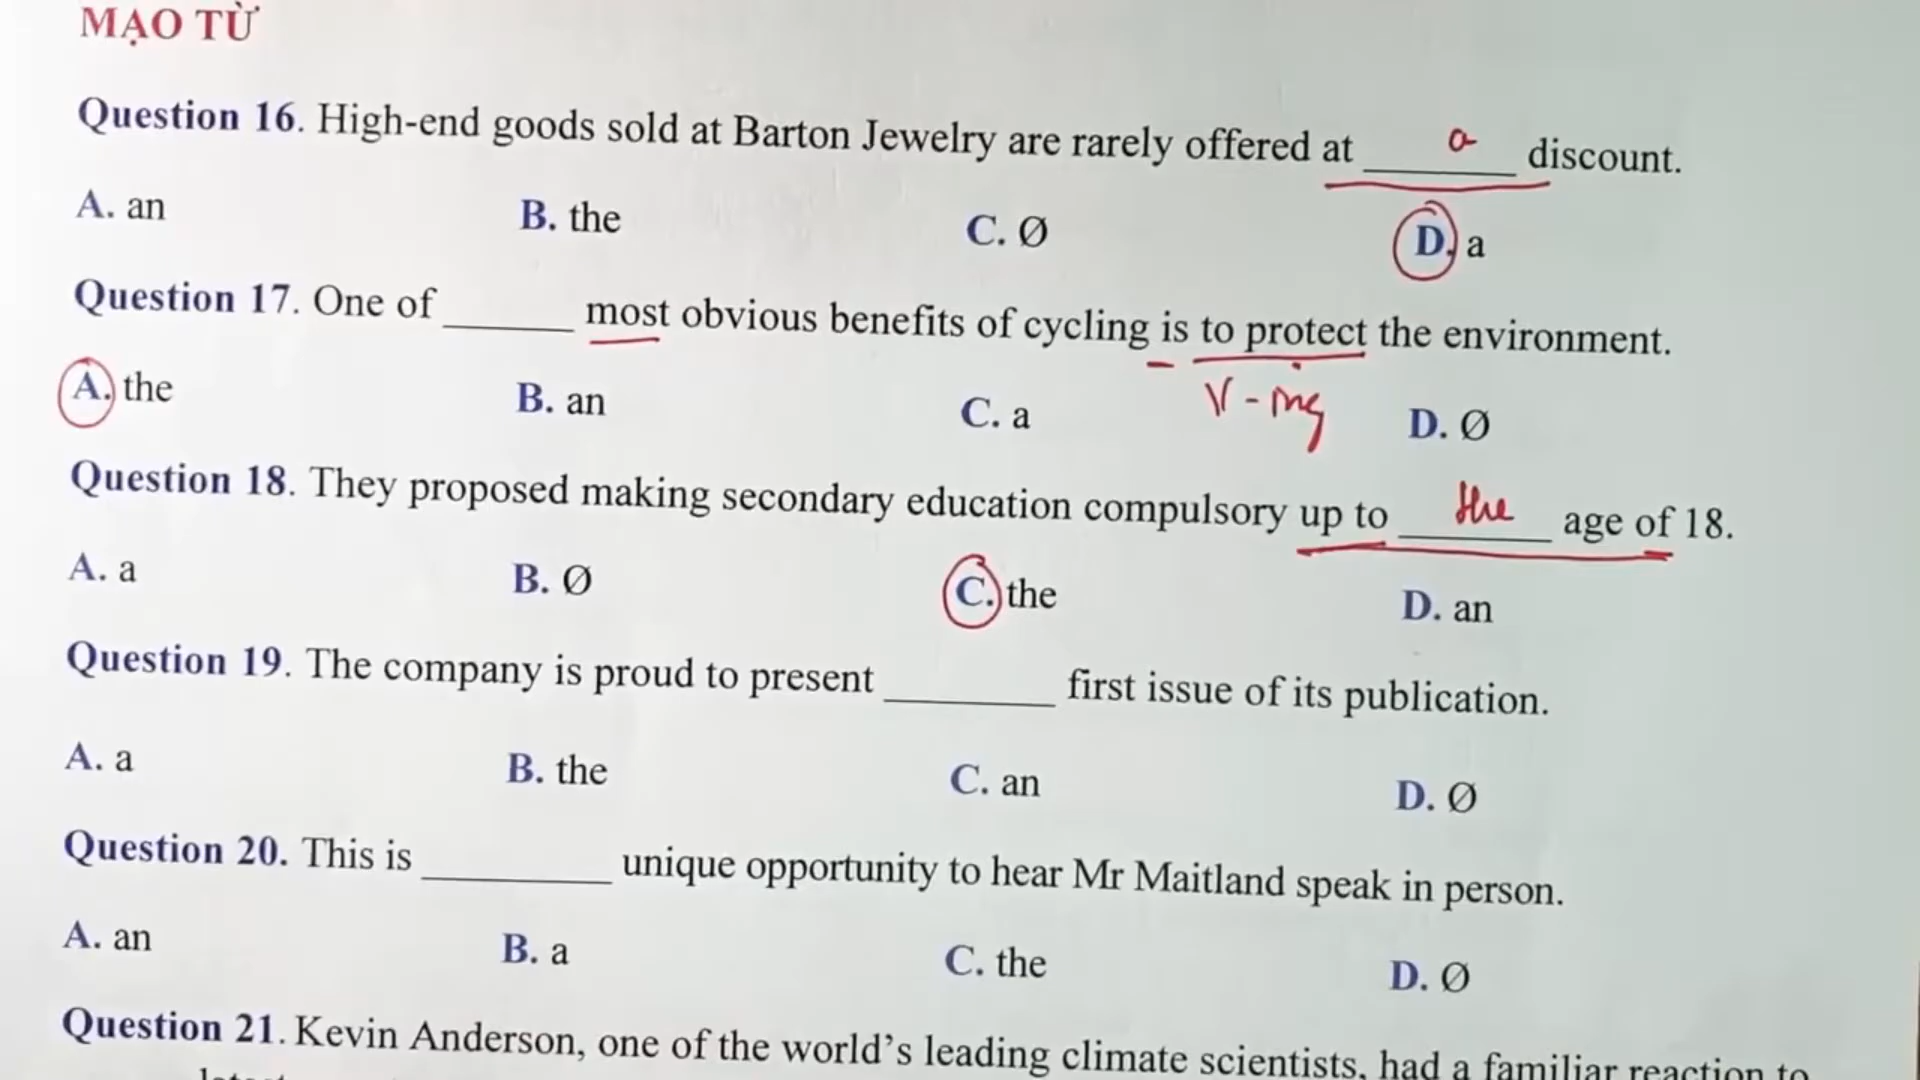 MẠO TỪ
Question 16. High-end goods sold at Barton Jewelry are rarely offered at ___a___ discount.
A. an B. the C. Ø D. a
Question 17. One of ______ most obvious benefits of cycling is to protect the environment.
V-ing
A. the B. an C. a D. Ø
Question 18. They proposed making secondary education compulsory up to ___the___ age of 18.
A. a B. Ø C. the D. an
Question 19. The company is proud to present ________ first issue of its publication.
A. a B. the C. an D. Ø
Question 20. This is _________ unique opportunity to hear Mr Maitland speak in person.
A. an B. a C. the D. Ø
Question 21. Kevin Anderson, one of the world's leading climate scientists, had a familiar reaction to